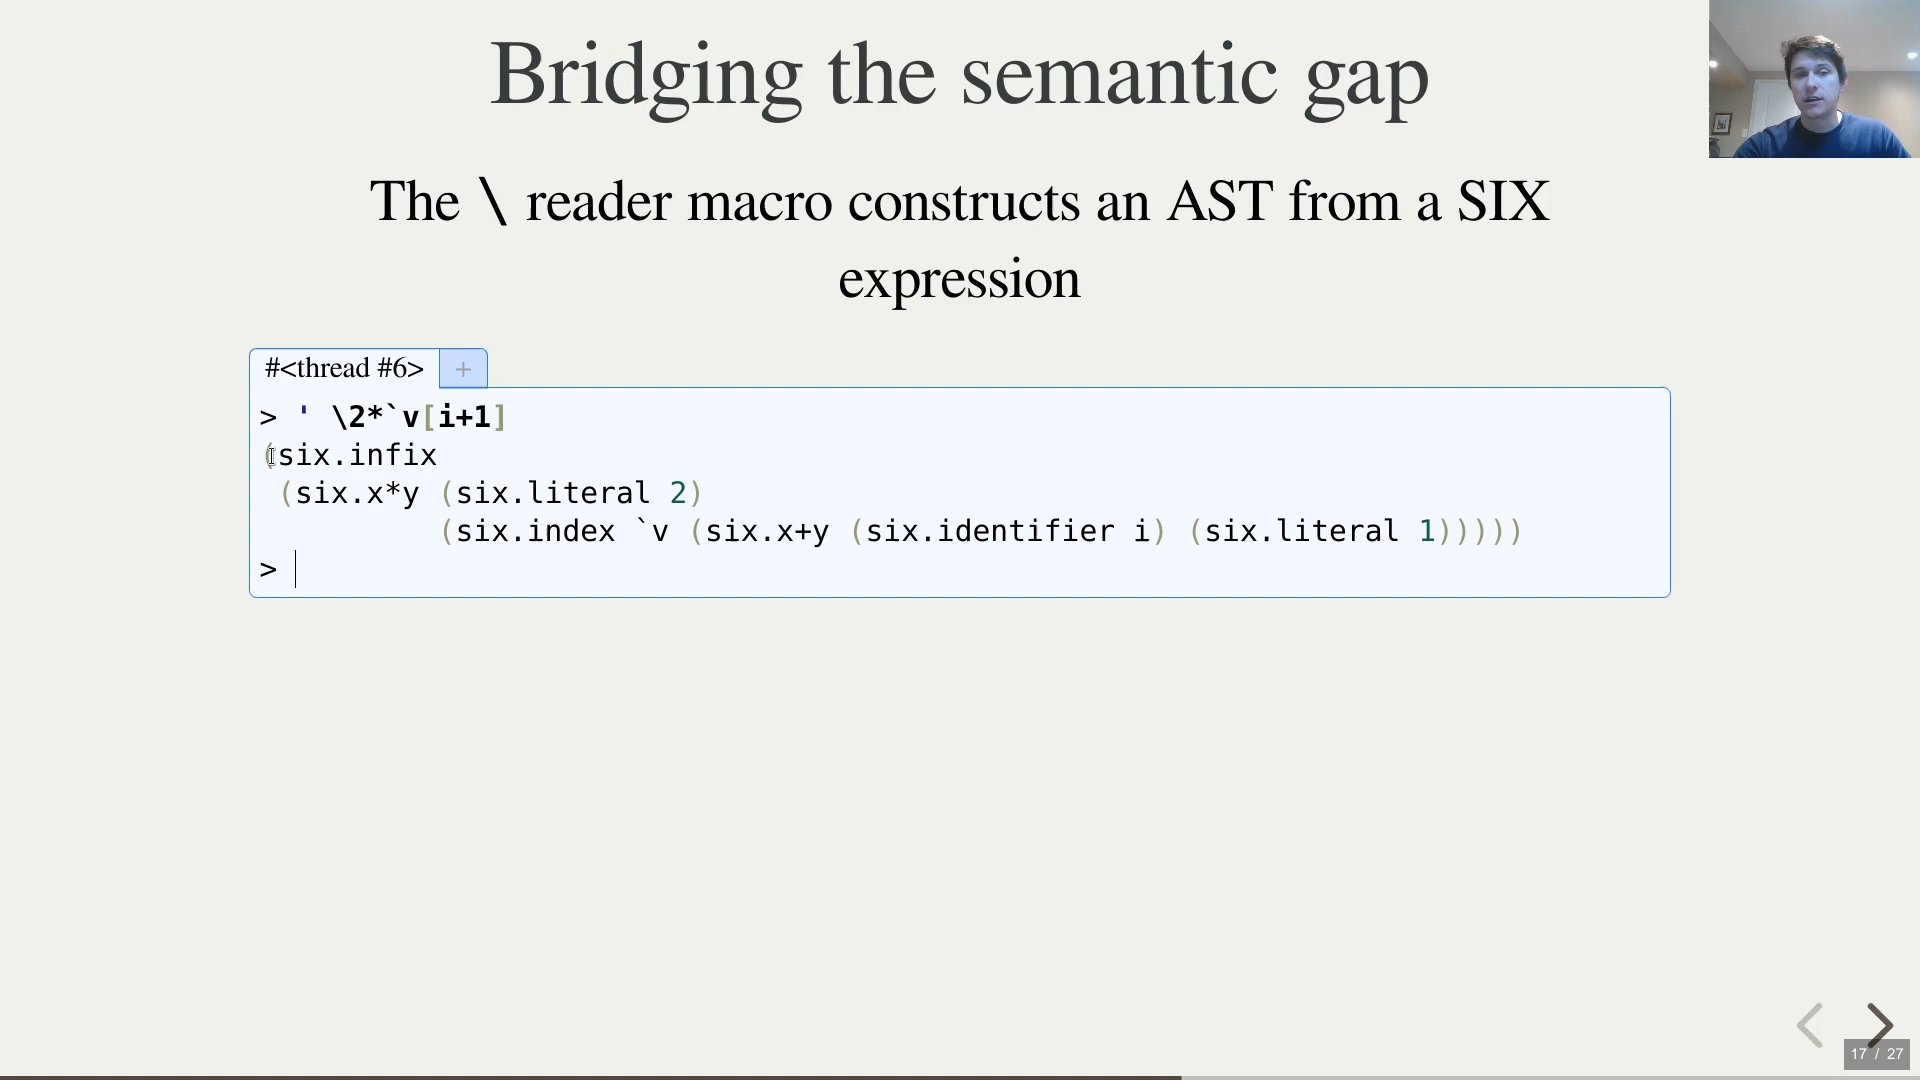 Bridging the semantic gap
The \ reader macro constructs an AST from a SIX
expression
#<thread #6> +
> ' \2*`v[i+1]
(six.infix
 (six.x*y (six.literal 2)
          (six.index `v (six.x+y (six.identifier i) (six.literal 1)))))
>
17 / 27